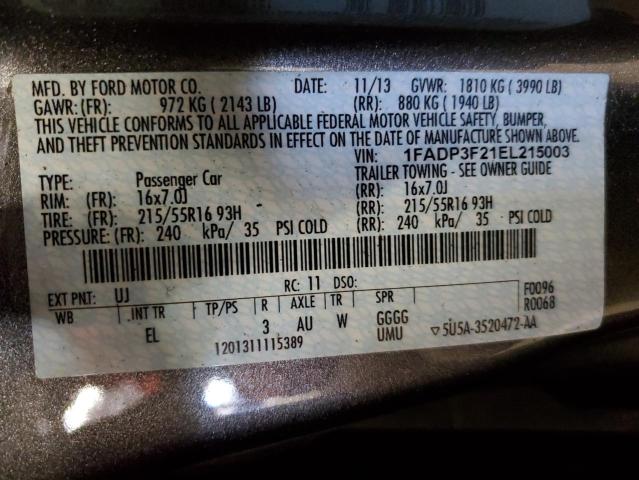 MFD. BY FORD MOTOR CO. DATE: 11/13 GVWR: 1810 KG ( 3990 LB)
GAWR: (FR): 972 KG ( 2143 LB) (RR): 880 KG ( 1940 LB)
THIS VEHICLE CONFORMS TO ALL APPLICABLE FEDERAL MOTOR VEHICLE SAFETY, BUMPER,
AND THEFT PREVENTION STANDARDS IN EFFECT ON THE DATE OF MANUFACTURE SHOWN ABOVE.
VIN: 1FADP3F21EL215003
TYPE: Passenger Car TRAILER TOWING - SEE OWNER GUIDE
RIM: (FR): 16x7.0J (RR): 16x7.0J
TIRE: (FR): 215/55R16 93H (RR): 215/55R16 93H
PRESSURE: (FR): 240 kPa/ 35 PSI COLD (RR): 240 kPa/ 35 PSI COLD
EXT PNT: UJ RC: 11 DSO: F0096
WB INT TR TP/PS R AXLE TR SPR R0068
EL 3 AU W GGGG
UMU
1201311115389 ▽5U5A-3520472-AA